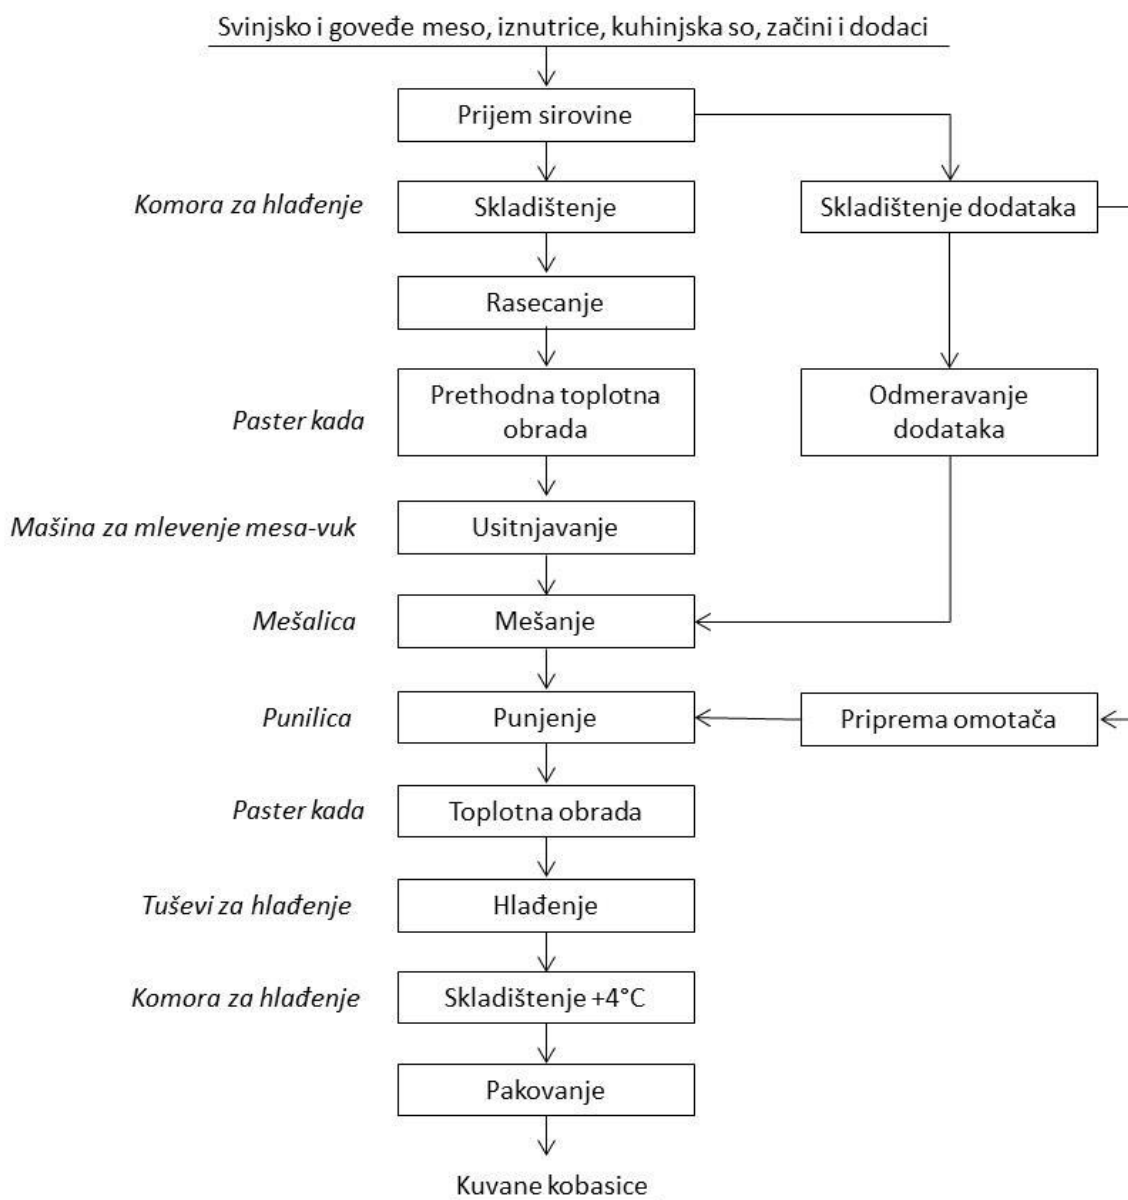 Svinjsko i goveđe meso, iznutrice, kuhinjska so, začini i dodaci
Prijem sirovine
Komora za hlađenje
Skladištenje
Skladištenje dodataka
Rasecanje
Paster kada
Prethodna toplotna
obrada
Odmeravanje
dodataka
Mašina za mlevenje mesa-vuk
Usitnjavanje
Mešalica
Mešanje
Punilica
Punjenje
Priprema omotača
Paster kada
Toplotna obrada
Tuševi za hlađenje
Hlađenje
Komora za hlađenje
Skladištenje +4°C
Pakovanje
Kuvane kobasice